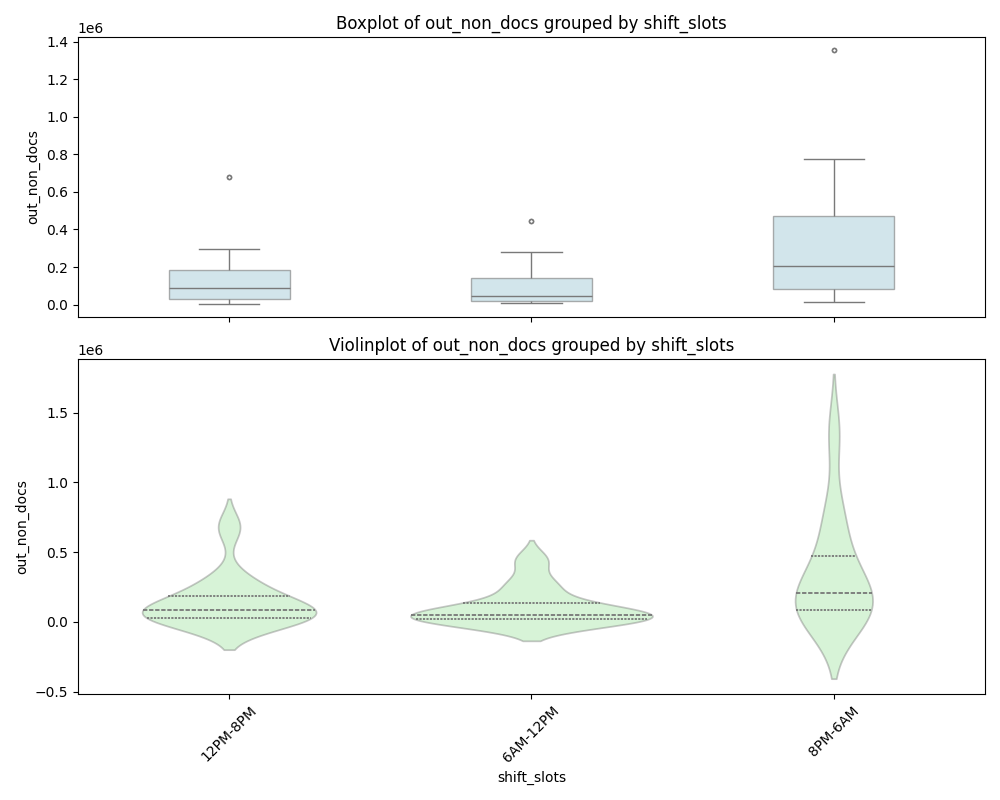 Boxplot of out_non_docs grouped by shift_slots
1e6
1.4
1.2
1.0
0.8
0.6
0.4
0.2
0.0
out_non_docs
Violinplot of out_non_docs grouped by shift_slots
1e6
1.5
1.0
0.5
0.0
−0.5
out_non_docs
12PM-8PM
6AM-12PM
8PM-6AM
shift_slots